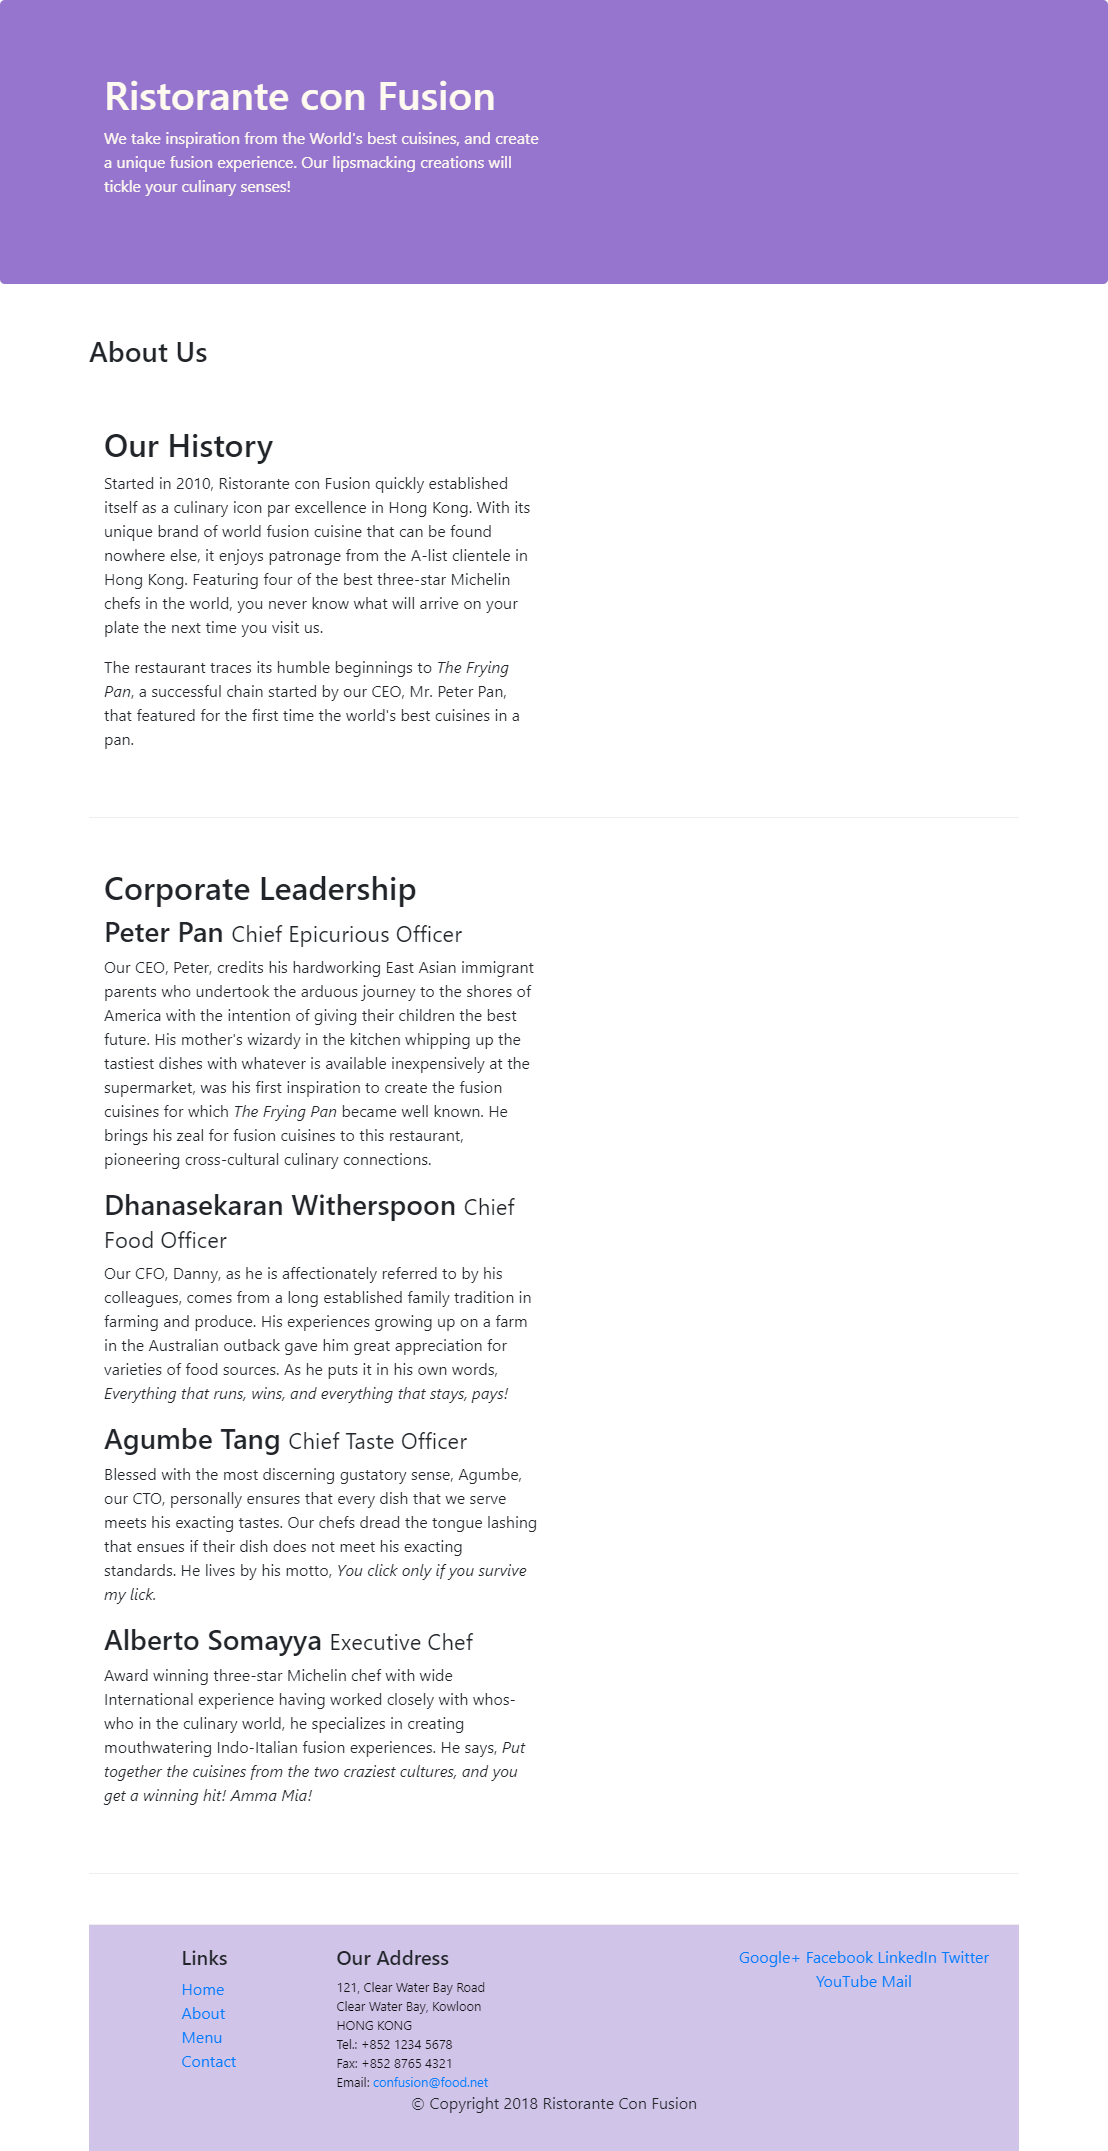 Ristorante con Fusion
We take inspiration from the World's best cuisines, and create
a unique fusion experience. Our lipsmacking creations will
tickle your culinary senses!
About Us
Our History
Started in 2010, Ristorante con Fusion quickly established
itself as a culinary icon par excellence in Hong Kong. With its
unique brand of world fusion cuisine that can be found
nowhere else, it enjoys patronage from the A-list clientele in
Hong Kong. Featuring four of the best three-star Michelin
chefs in the world, you never know what will arrive on your
plate the next time you visit us.
The restaurant traces its humble beginnings to The Frying
Pan, a successful chain started by our CEO, Mr. Peter Pan,
that featured for the first time the world's best cuisines in a
pan.
Corporate Leadership
Peter Pan Chief Epicurious Officer
Our CEO, Peter, credits his hardworking East Asian immigrant
parents who undertook the arduous journey to the shores of
America with the intention of giving their children the best
future. His mother's wizardy in the kitchen whipping up the
tastiest dishes with whatever is available inexpensively at the
supermarket, was his first inspiration to create the fusion
cuisines for which The Frying Pan became well known. He
brings his zeal for fusion cuisines to this restaurant,
pioneering cross-cultural culinary connections.
Dhanasekaran Witherspoon Chief
Food Officer
Our CFO, Danny, as he is affectionately referred to by his
colleagues, comes from a long established family tradition in
farming and produce. His experiences growing up on a farm
in the Australian outback gave him great appreciation for
varieties of food sources. As he puts it in his own words,
Everything that runs, wins, and everything that stays, pays!
Agumbe Tang Chief Taste Officer
Blessed with the most discerning gustatory sense, Agumbe,
our CTO, personally ensures that every dish that we serve
meets his exacting tastes. Our chefs dread the tongue lashing
that ensues if their dish does not meet his exacting
standards. He lives by his motto, You click only if you survive
my lick.
Alberto Somayya Executive Chef
Award winning three-star Michelin chef with wide
International experience having worked closely with whos-
who in the culinary world, he specializes in creating
mouthwatering Indo-Italian fusion experiences. He says, Put
together the cuisines from the two craziest cultures, and you
get a winning hit! Amma Mia!
Links
Home
About
Menu
Contact
Our Address
121, Clear Water Bay Road
Clear Water Bay, Kowloon
HONG KONG
Tel.: +852 1234 5678
Fax: +852 8765 4321
Email: confusion@food.net
Google+ Facebook LinkedIn Twitter
YouTube Mail
© Copyright 2018 Ristorante Con Fusion